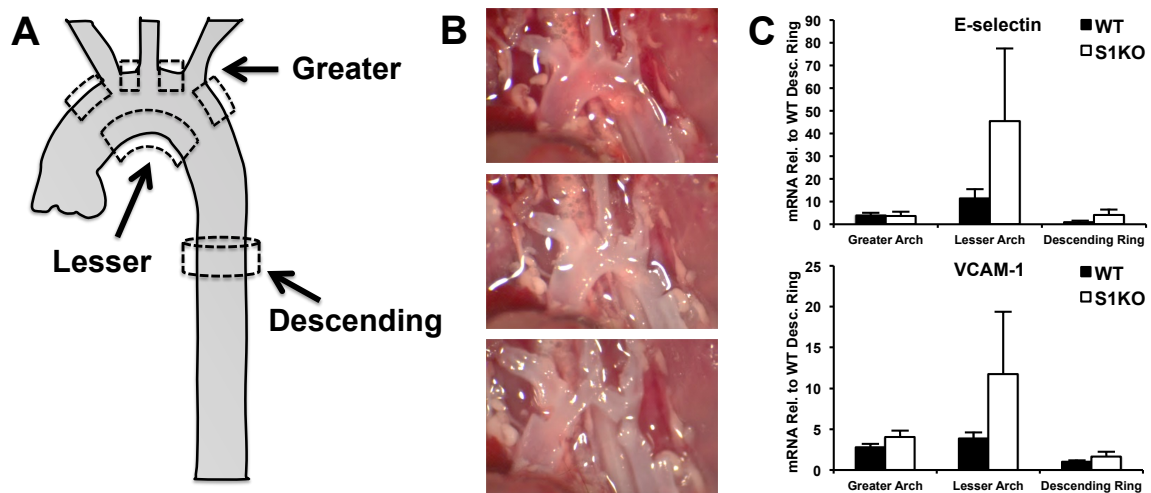 A
Greater
Lesser
Descending
B
C
E-selectin
WT
S1KO
mRNA Rel. to WT Desc. Ring
90
80
70
60
50
40
30
20
10
0
Greater Arch Lesser Arch Descending Ring
VCAM-1
WT
S1KO
mRNA Rel. to WT Desc. Ring
25
20
15
10
5
0
Greater Arch Lesser Arch Descending Ring